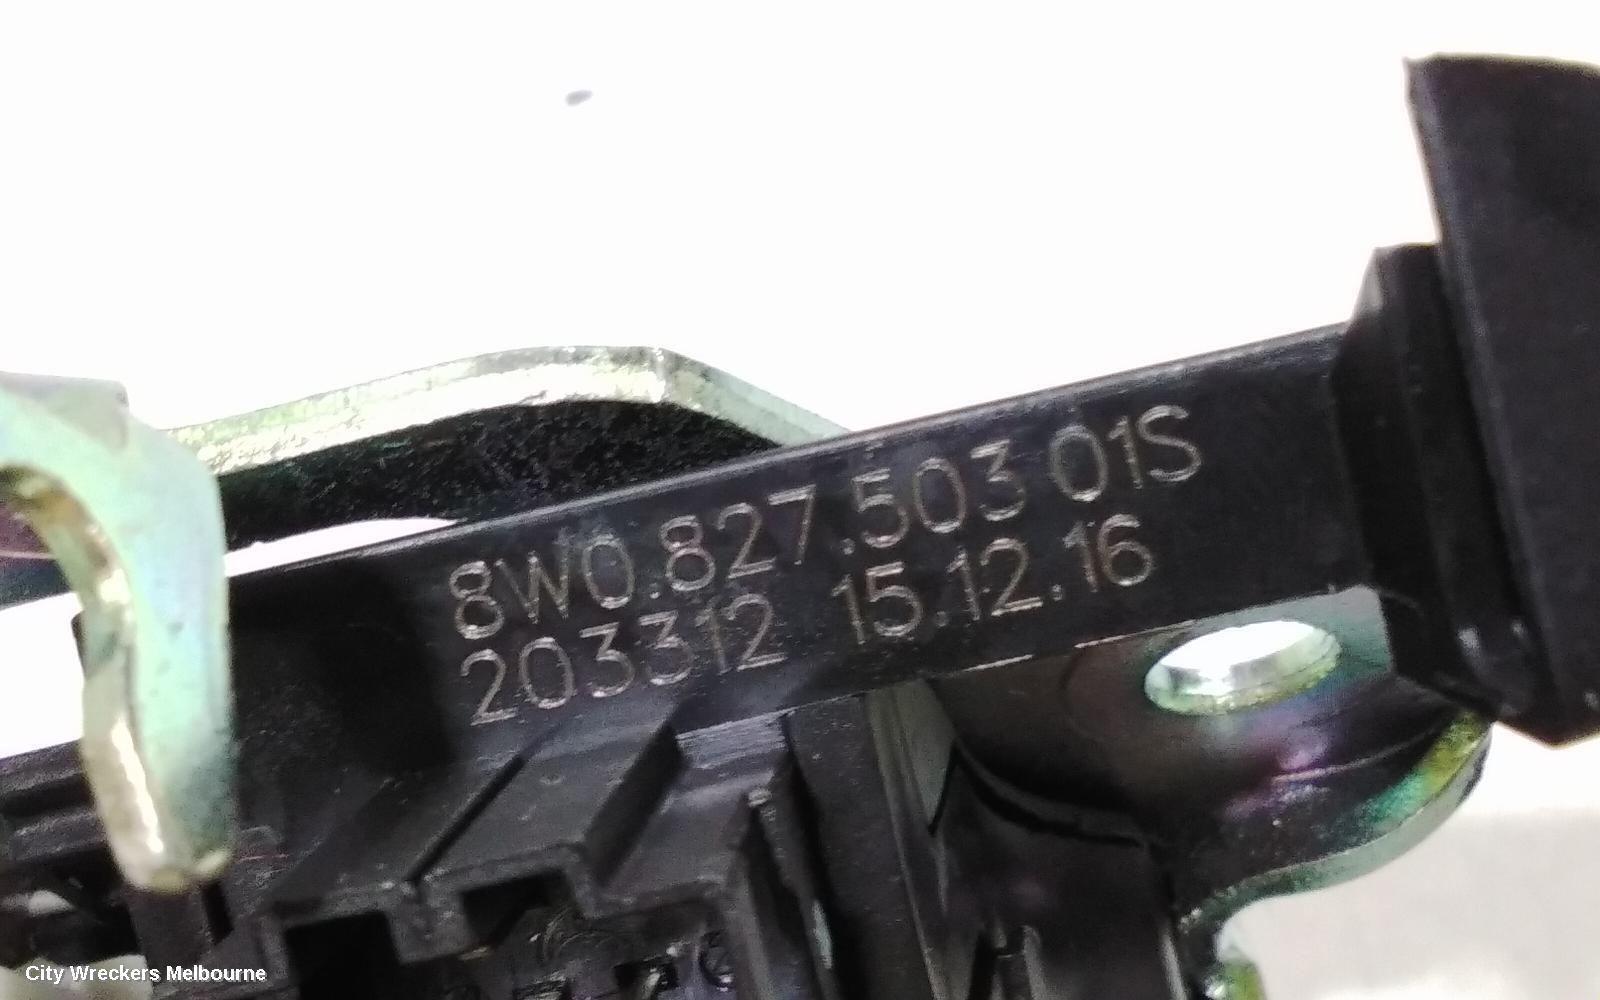 8W0.827.503 01S
203312 15.12.16
City Wreckers Melbourne